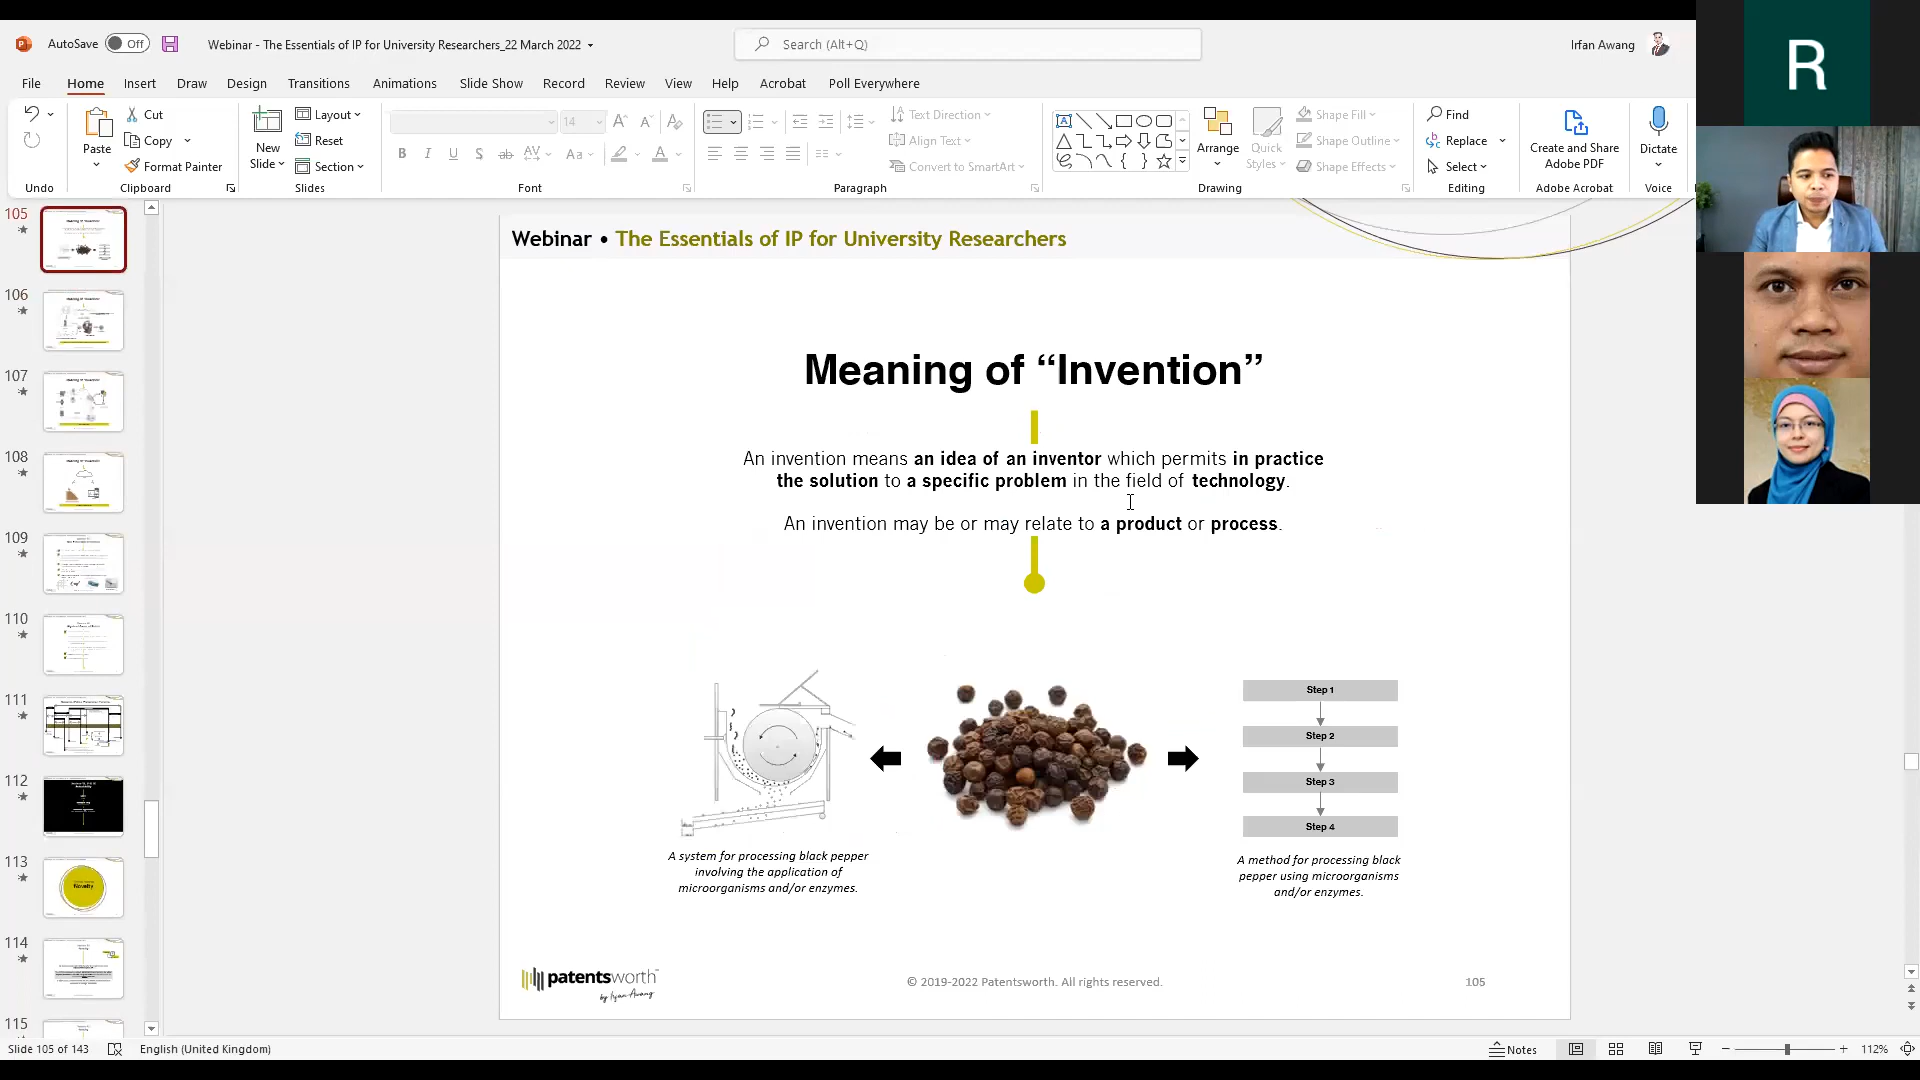 AutoSave Off
Webinar - The Essentials of IP for University Researchers_22 March 2022
Search (Alt+Q)
Irfan Awang
R
File Home Insert Draw Design Transitions Animations Slide Show Record Review View Help Acrobat Poll Everywhere
Undo
Paste
Cut
Copy
Format Painter
Clipboard
New
Slide
Layout
Reset
Section
Slides
14
Font
Text Direction
Align Text
Convert to SmartArt
Paragraph
Arrange
Quick
Styles
Shape Fill
Shape Outline
Shape Effects
Drawing
Find
Replace
Select
Editing
Create and Share
Adobe PDF
Adobe Acrobat
Dictate
Voice
105
106
107
108
109
110
111
112
113
Novelty
114
115
Webinar • The Essentials of IP for University Researchers
Meaning of “Invention”
An invention means an idea of an inventor which permits in practice
the solution to a specific problem in the field of technology.
An invention may be or may relate to a product or process.
A system for processing black pepper
involving the application of
microorganisms and/or enzymes.
Step 1
Step 2
Step 3
Step 4
A method for processing black
pepper using microorganisms
and/or enzymes.
patentsworth™
by Irfan Awang
© 2019-2022 Patentsworth. All rights reserved.
105
Slide 105 of 143
English (United Kingdom)
Notes
112%